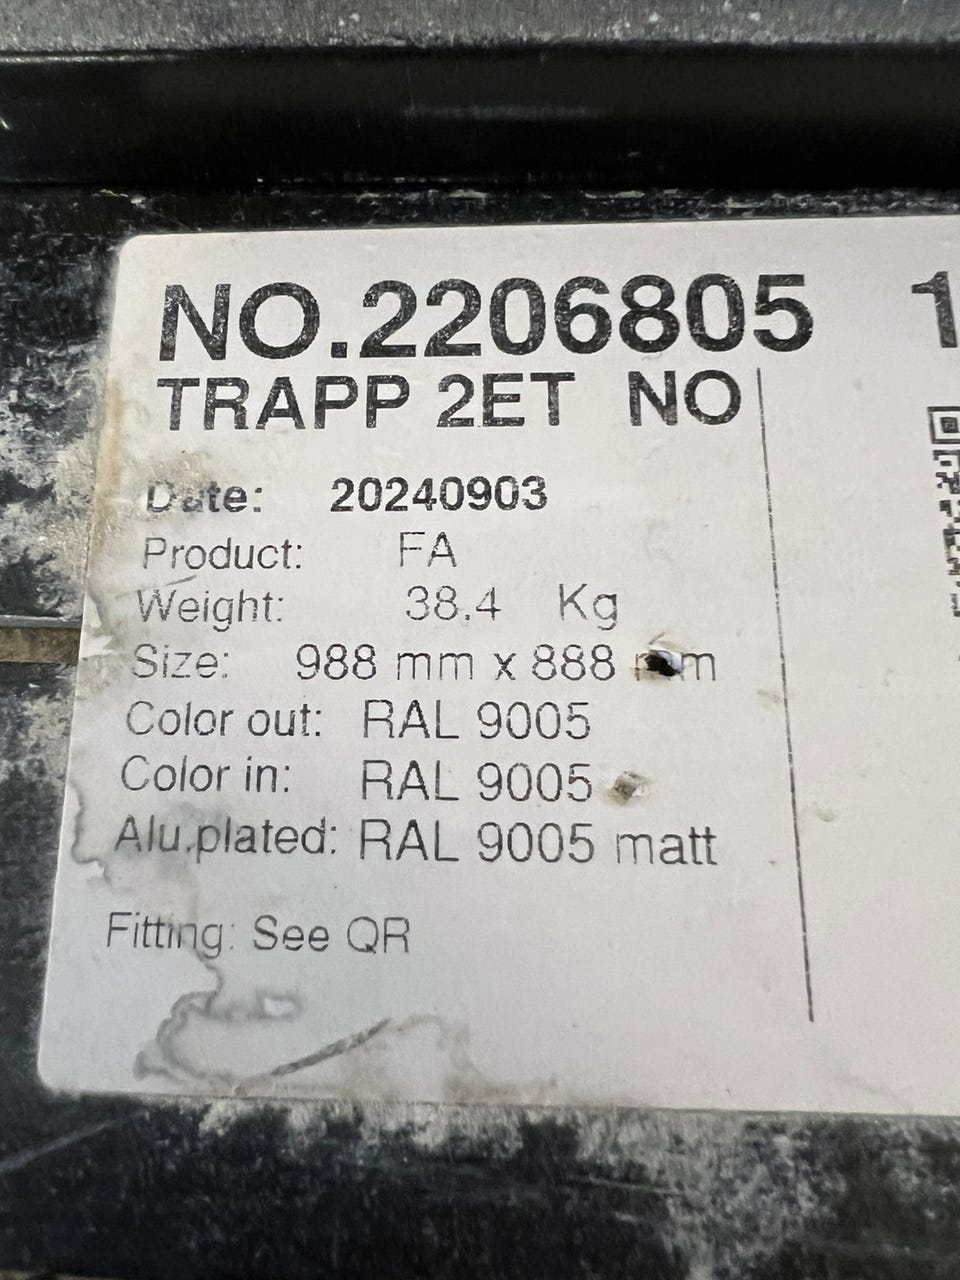 NO.2206805 1
TRAPP 2ET NO
Date: 20240903
Product: FA
Weight: 38.4 Kg
Size: 988 mm x 888 mm
Color out: RAL 9005
Color in: RAL 9005
Alu.plated: RAL 9005 matt
Fitting: See QR